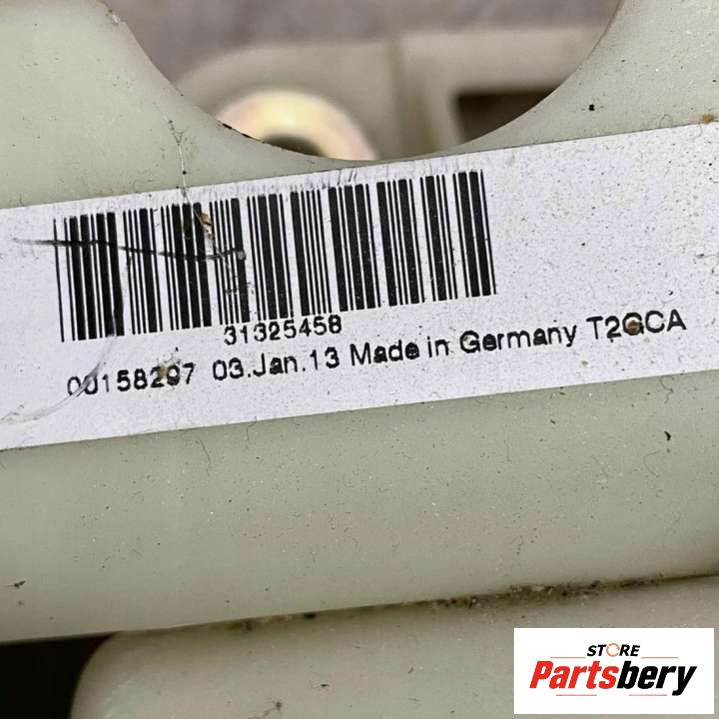 31325458
00158297 03.Jan.13 Made in Germany T2GCA
STORE
Partsbery